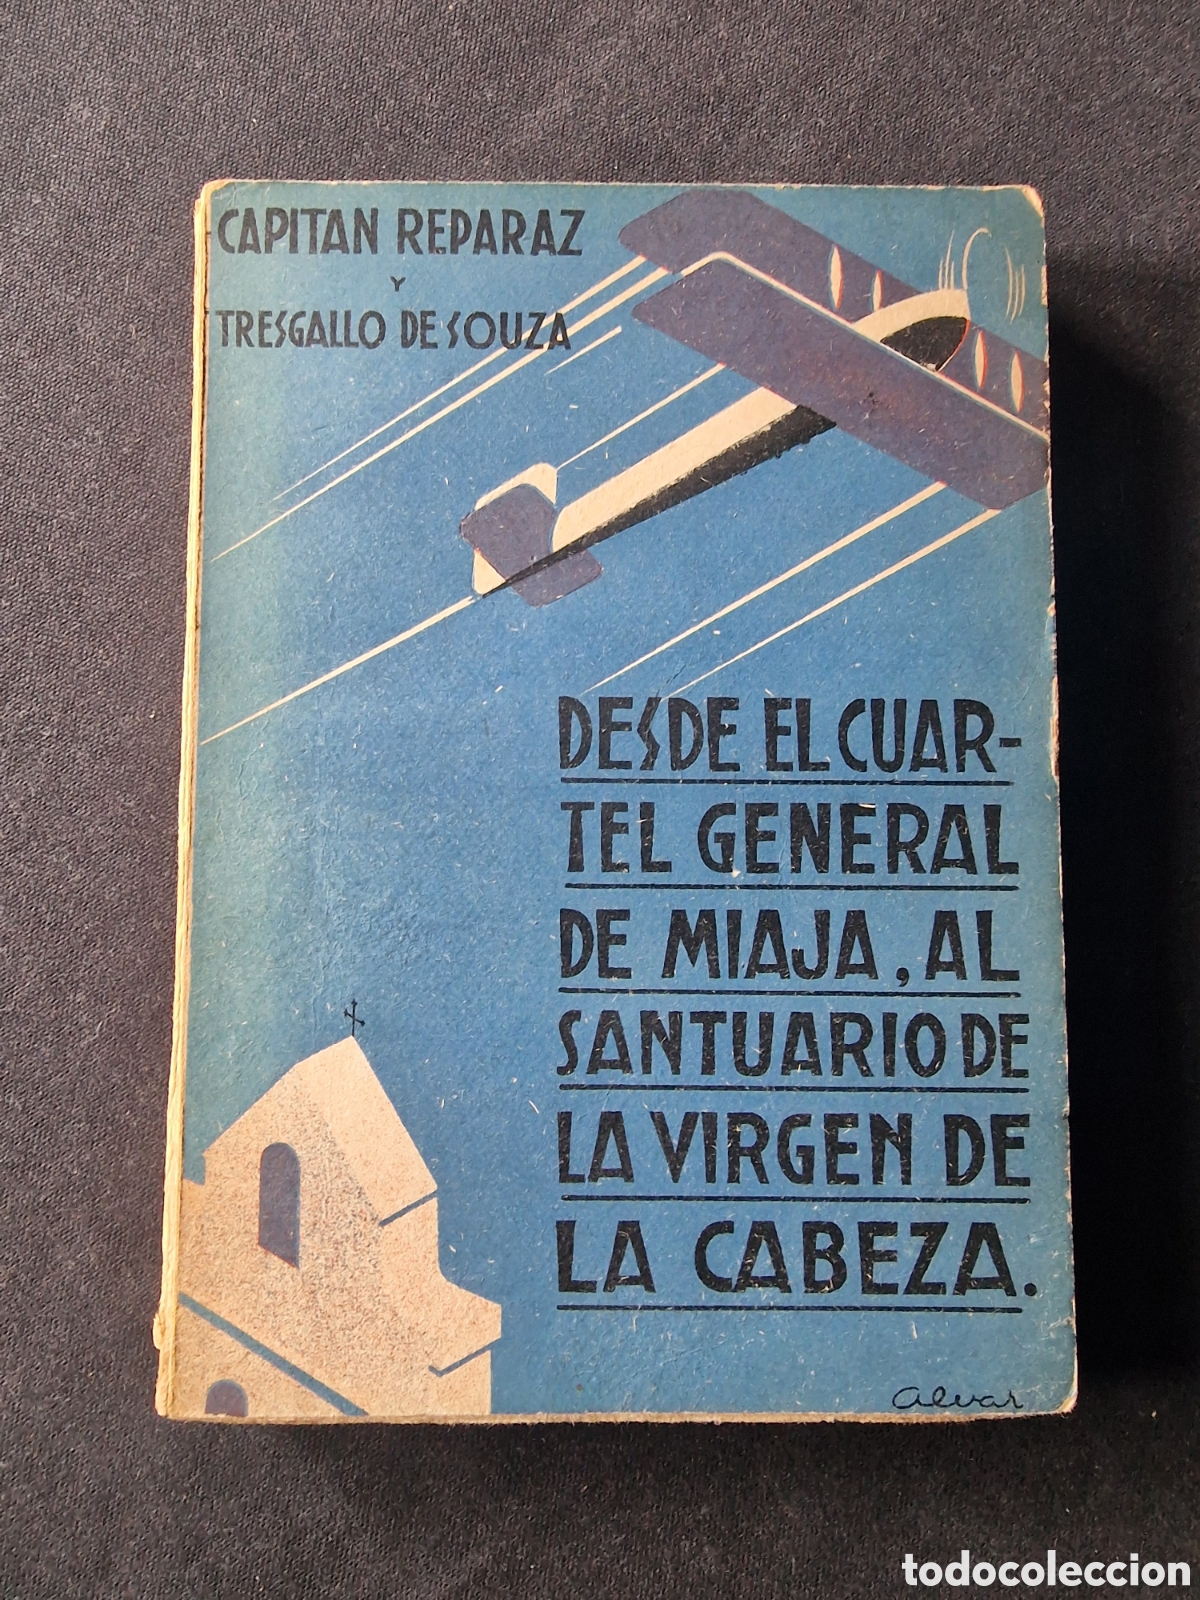 CAPITAN REPARAZ
Y
TRESGALLO DE SOUZA
DESDE EL CUAR-
TEL GENERAL
DE MIAJA, AL
SANTUARIO DE
LA VIRGEN DE
LA CABEZA.
Alvar
todocoleccion